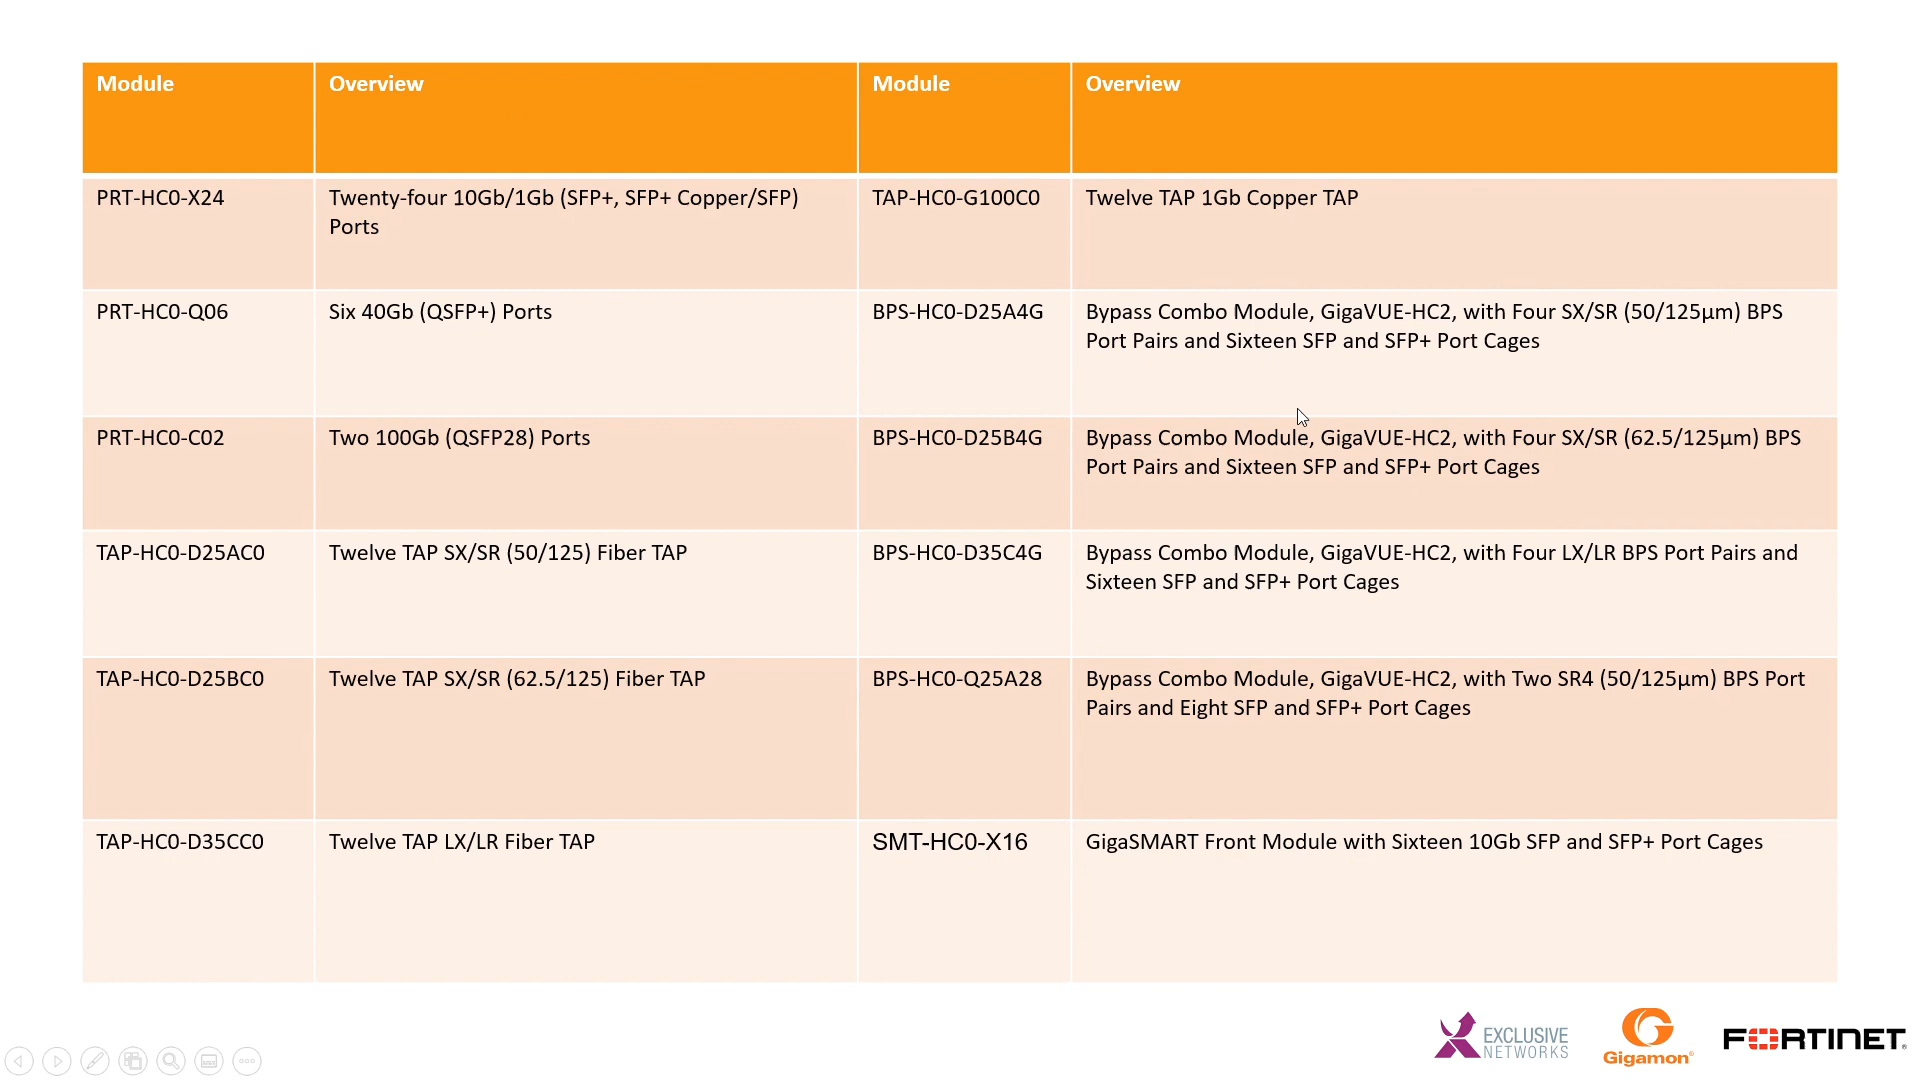 Module Overview Module Overview
PRT-HC0-X24 Twenty-four 10Gb/1Gb (SFP+, SFP+ Copper/SFP) TAP-HC0-G100C0 Twelve TAP 1Gb Copper TAP
Ports
PRT-HC0-Q06 Six 40Gb (QSFP+) Ports BPS-HC0-D25A4G Bypass Combo Module, GigaVUE-HC2, with Four SX/SR (50/125µm) BPS
Port Pairs and Sixteen SFP and SFP+ Port Cages
PRT-HC0-C02 Two 100Gb (QSFP28) Ports BPS-HC0-D25B4G Bypass Combo Module, GigaVUE-HC2, with Four SX/SR (62.5/125µm) BPS
Port Pairs and Sixteen SFP and SFP+ Port Cages
TAP-HC0-D25AC0 Twelve TAP SX/SR (50/125) Fiber TAP BPS-HC0-D35C4G Bypass Combo Module, GigaVUE-HC2, with Four LX/LR BPS Port Pairs and
Sixteen SFP and SFP+ Port Cages
TAP-HC0-D25BC0 Twelve TAP SX/SR (62.5/125) Fiber TAP BPS-HC0-Q25A28 Bypass Combo Module, GigaVUE-HC2, with Two SR4 (50/125µm) BPS Port
Pairs and Eight SFP and SFP+ Port Cages
TAP-HC0-D35CC0 Twelve TAP LX/LR Fiber TAP SMT-HC0-X16 GigaSMART Front Module with Sixteen 10Gb SFP and SFP+ Port Cages
EXCLUSIVE
NETWORKS
Gigamon®
FORTINET®